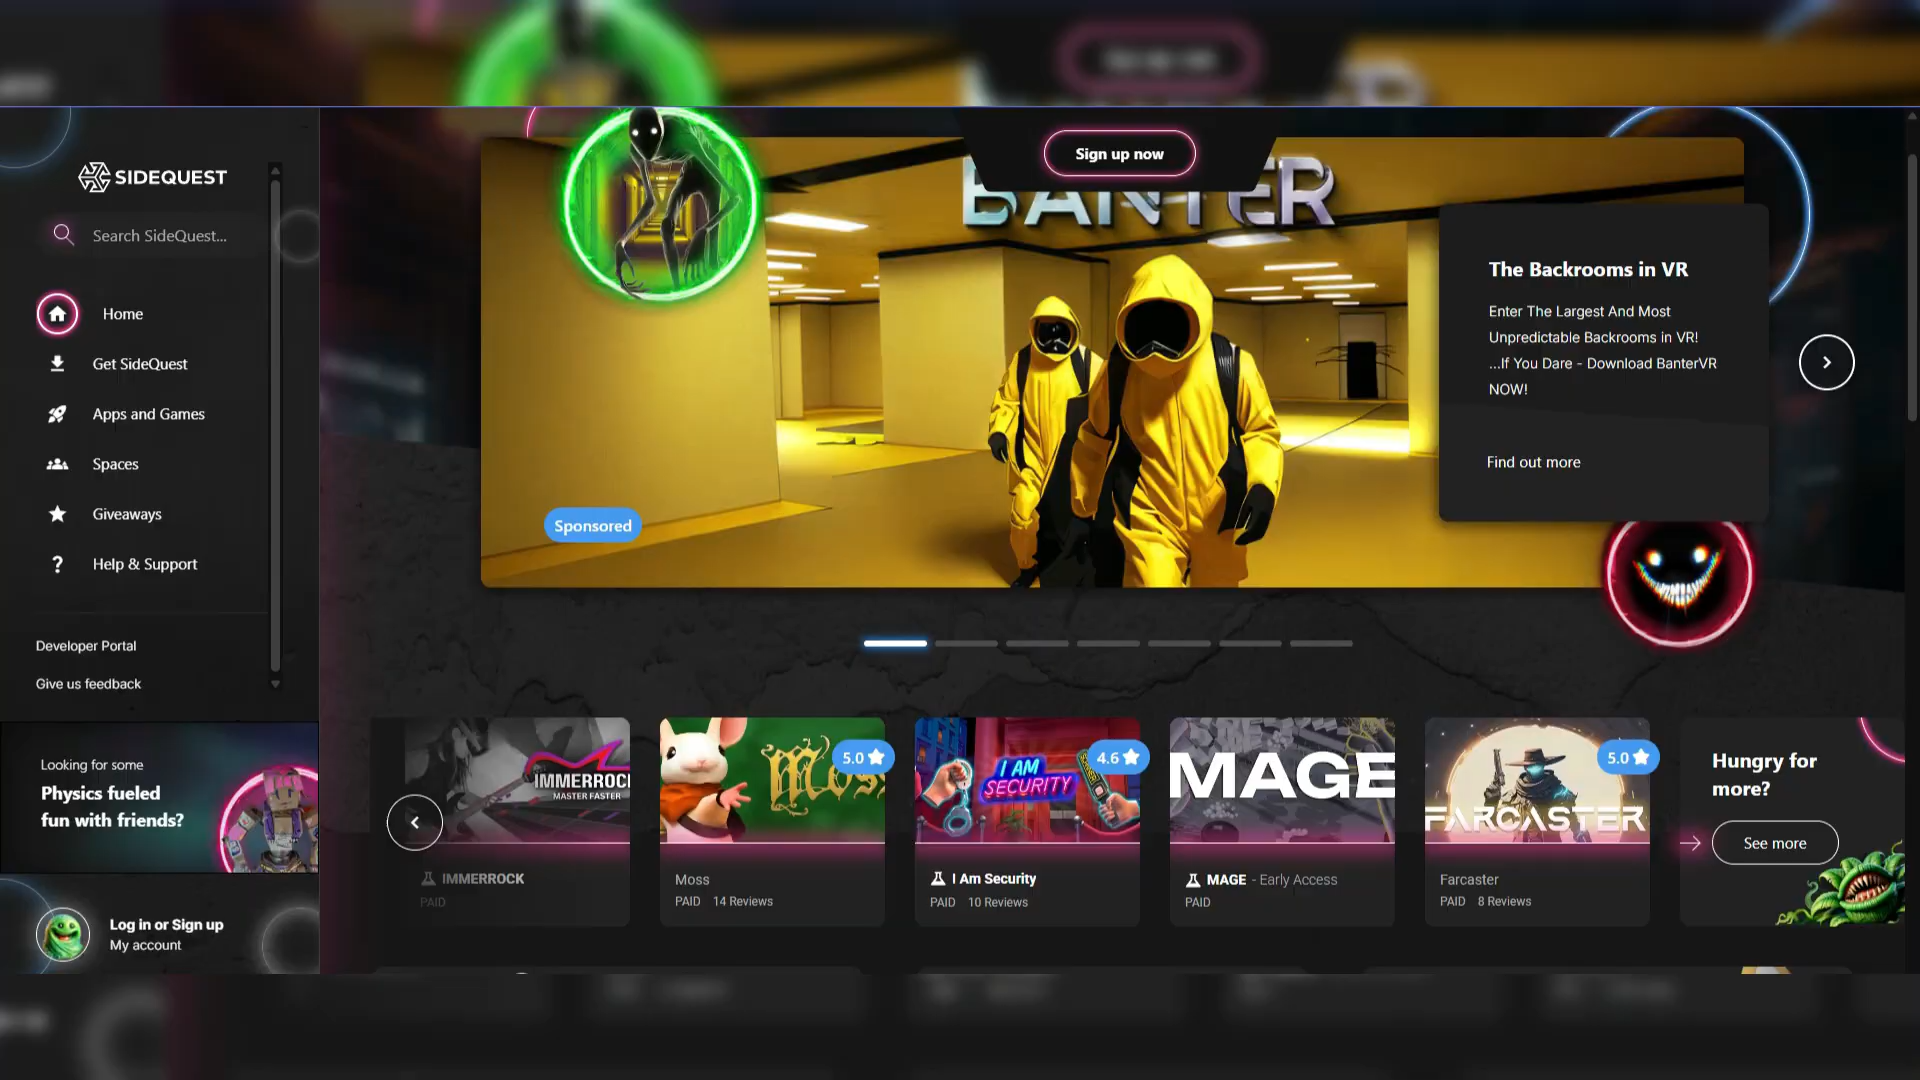 SIDEQUEST
Search SideQuest...
Home
Get SideQuest
Apps and Games
Spaces
Giveaways
Help & Support
Developer Portal
Give us feedback
Looking for some
Physics fueled
fun with friends?
Log in or Sign up
My account
Sign up now
BANTER
The Backrooms in VR
Enter The Largest And Most
Unpredictable Backrooms in VR!
...If You Dare - Download BanterVR
NOW!
Find out more
Sponsored
IMMERROCK
MASTER FASTER
IMMERROCK
PAID
Moss
5.0
Moss
PAID 14 Reviews
I AM
SECURITY
4.6
I Am Security
PAID 10 Reviews
MAGE
MAGE - Early Access
PAID
FARCASTER
5.0
Farcaster
PAID 8 Reviews
Hungry for
more?
See more